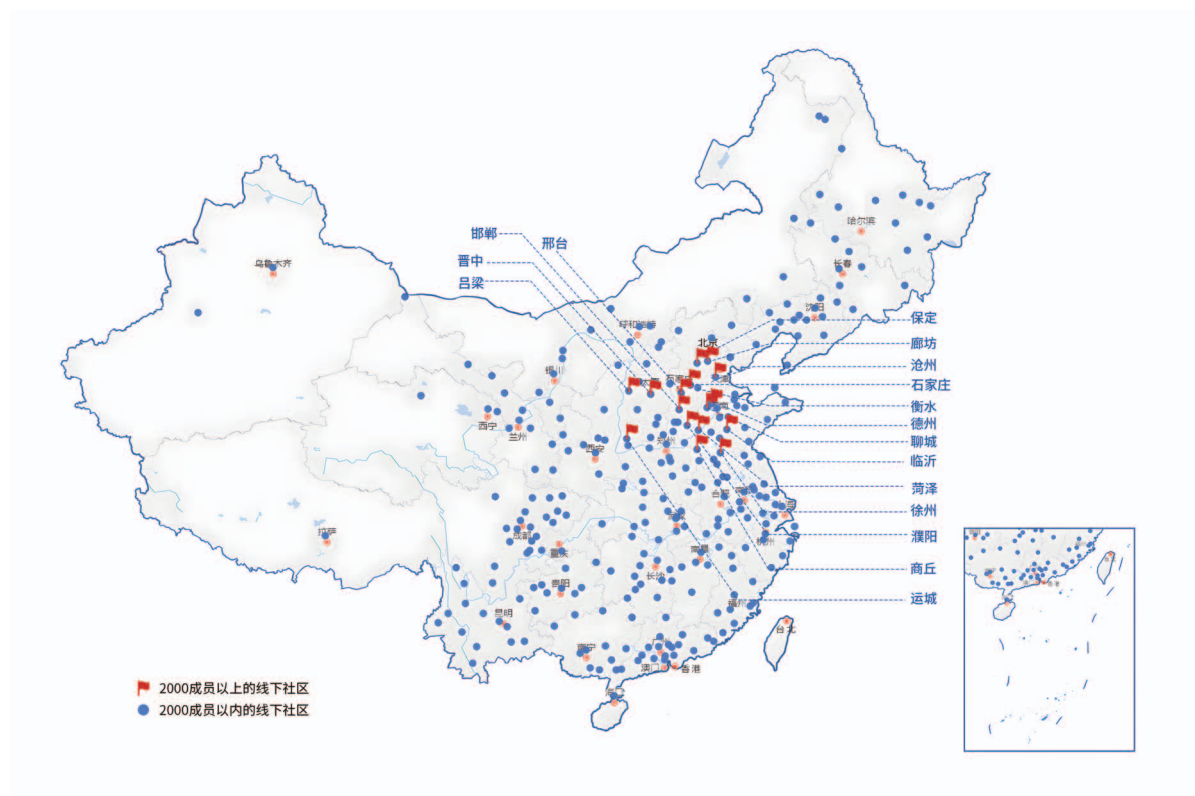 哈尔滨
长春
乌鲁木齐
沈阳
邯郸
邢台
晋中
吕梁
呼和浩特
北京
保定
廊坊
沧州
石家庄
衡水
德州
聊城
临沂
菏泽
徐州
濮阳
商丘
运城
银川
西宁
兰州
西安
拉萨
成都
重庆
合肥
杭州
南昌
长沙
贵阳
昆明
福州
台北
南宁
广州
澳门
香港
海口
2000成员以上的线下社区
2000成员以内的线下社区